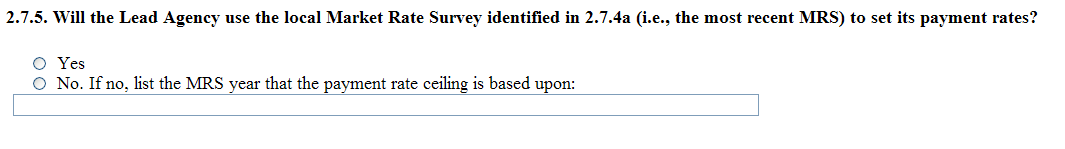 2.7.5. Will the Lead Agency use the local Market Rate Survey identified in 2.7.4a (i.e., the most recent MRS) to set its payment rates?
Yes
No. If no, list the MRS year that the payment rate ceiling is based upon: